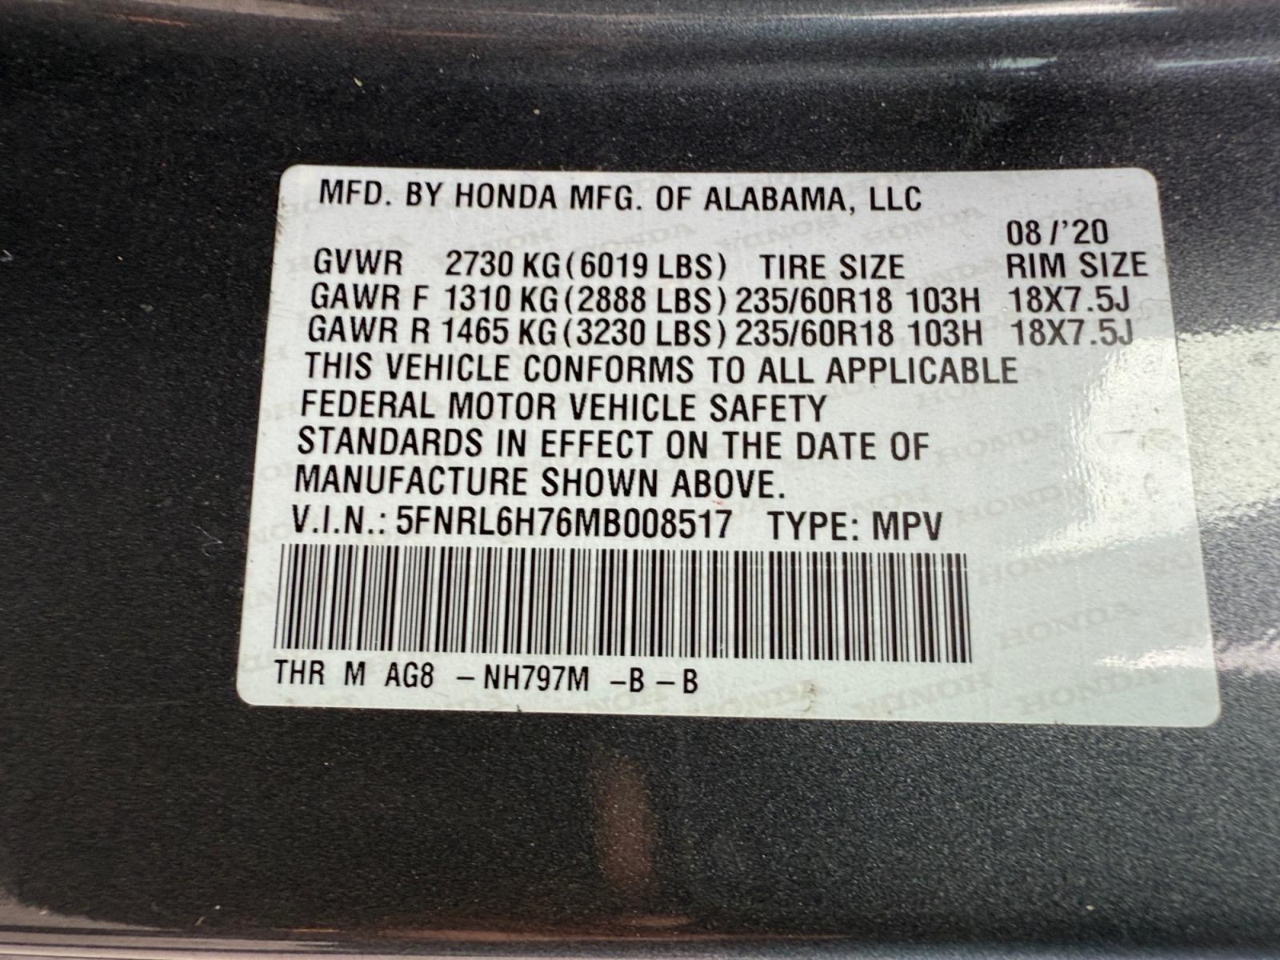 MFD. BY HONDA MFG. OF ALABAMA, LLC
08/'20
GVWR 2730 KG (6019 LBS) TIRE SIZE RIM SIZE
GAWR F 1310 KG (2888 LBS) 235/60R18 103H 18X7.5J
GAWR R 1465 KG (3230 LBS) 235/60R18 103H 18X7.5J
THIS VEHICLE CONFORMS TO ALL APPLICABLE
FEDERAL MOTOR VEHICLE SAFETY
STANDARDS IN EFFECT ON THE DATE OF
MANUFACTURE SHOWN ABOVE.
V.I.N.: 5FNRL6H76MB008517 TYPE: MPV
THR M AG8 – NH797M –B – B